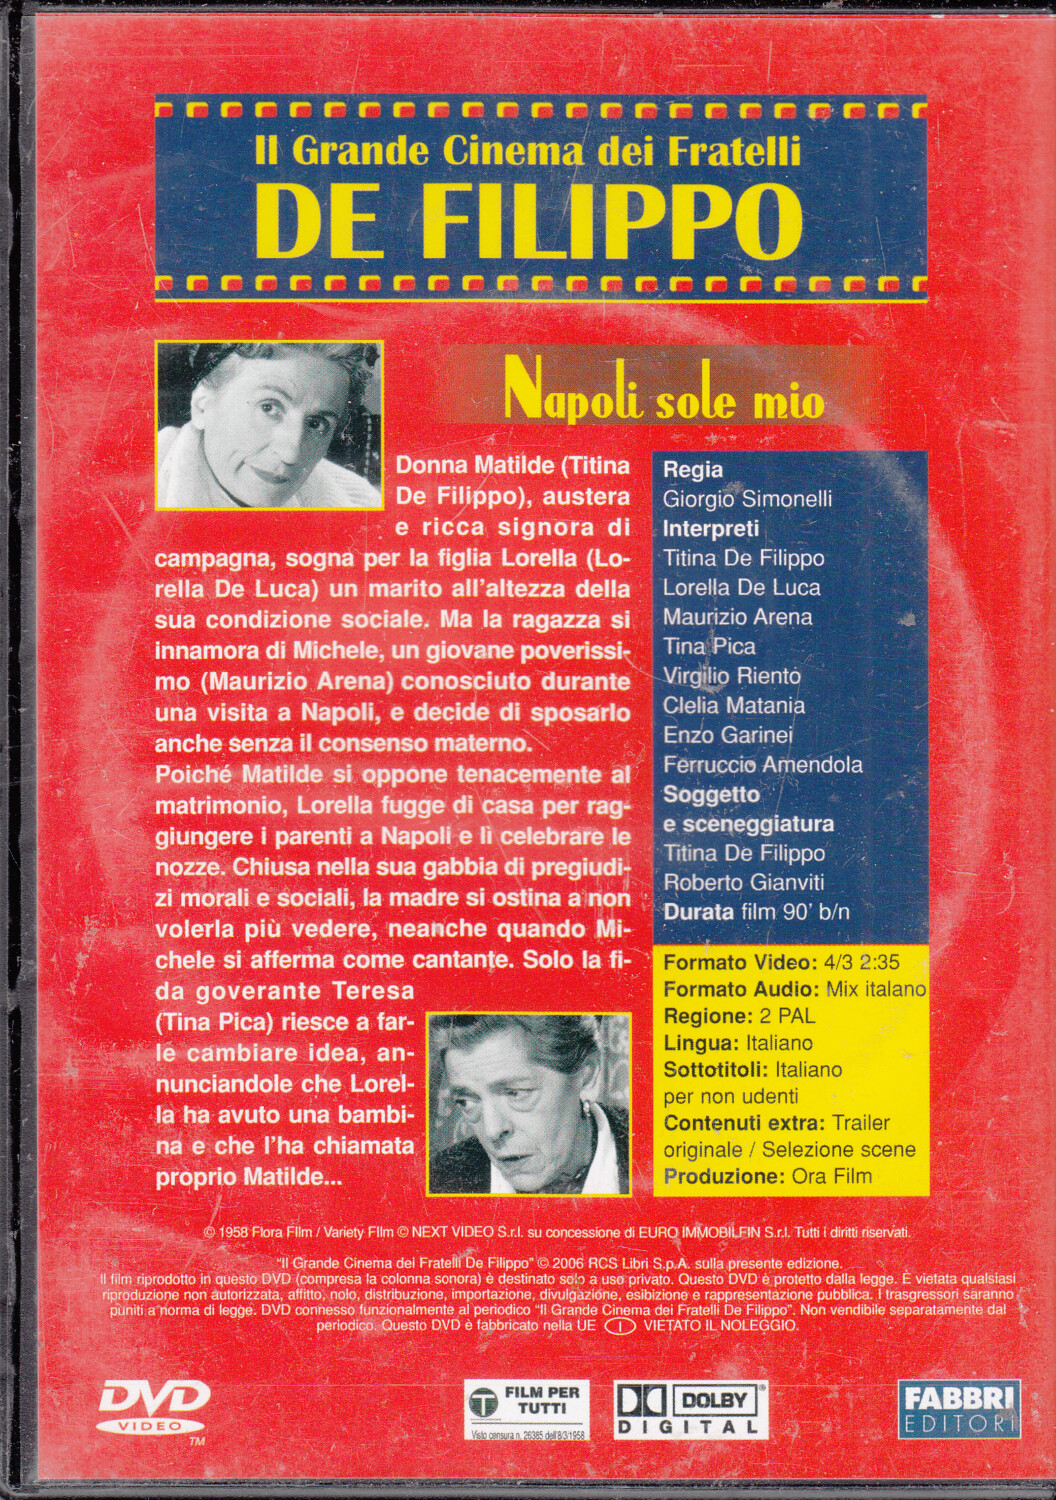 Il Grande Cinema dei Fratelli
DE FILIPPO
Napoli sole mio
Donna Matilde (Titina
De Filippo), austera
e ricca signora di
campagna, sogna per la figlia Lorella (Lo-
rella De Luca) un marito all'altezza della
sua condizione sociale. Ma la ragazza si
innamora di Michele, un giovane poverissi-
mo (Maurizio Arena) conosciuto durante
una visita a Napoli, e decide di sposarlo
anche senza il consenso materno.
Poiché Matilde si oppone tenacemente al
matrimonio, Lorella fugge di casa per rag-
giungere i parenti a Napoli e lì celebrare le
nozze. Chiusa nella sua gabbia di pregiudi-
zi morali e sociali, la madre si ostina a non
volerla più vedere, neanche quando Mi-
chele si afferma come cantante. Solo la fi-
da goverante Teresa
(Tina Pica) riesce a far-
le cambiare idea, an-
nunciandole che Lorel-
la ha avuto una bambi-
na e che l'ha chiamata
proprio Matilde...
Regia
Giorgio Simonelli
Interpreti
Titina De Filippo
Lorella De Luca
Maurizio Arena
Tina Pica
Virgilio Riento
Clelia Matania
Enzo Garinei
Ferruccio Amendola
Soggetto
e sceneggiatura
Titina De Filippo
Roberto Gianviti
Durata film 90' b/n
Formato Video: 4/3 2:35
Formato Audio: Mix italano
Regione: 2 PAL
Lingua: Italiano
Sottotitoli: Italiano
per non udenti
Contenuti extra: Trailer
originale / Selezione scene
Produzione: Ora Film
© 1958 Flora FIlm / Variety FIlm © NEXT VIDEO S.r.l. su concessione di EURO IMMOBILFIN S.r.l. Tutti i diritti riservati.
"Il Grande Cinema dei Fratelli De Filippo" © 2006 RCS Libri S.p.A. sulla presente edizione.
Il film riprodotto in questo DVD (compresa la colonna sonora) è destinato solo a uso privato. Questo DVD è protetto dalla legge. È vietata qualsiasi
riproduzione non autorizzata, affitto, nolo, distribuzione, importazione, divulgazione, esibizione e rappresentazione pubblica. I trasgressori saranno
puniti a norma di legge. DVD connesso funzionalmente al periodico "Il Grande Cinema dei Fratelli De Filippo". Non vendibile separatamente dal
periodico. Questo DVD è fabbricato nella UE I VIETATO IL NOLEGGIO.
DVD
VIDEO
TM
T FILM PER
TUTTI
Visto censura n. 26385 dell'8/3/1958
DOLBY
DIGITAL
®
FABBRI
EDITORI